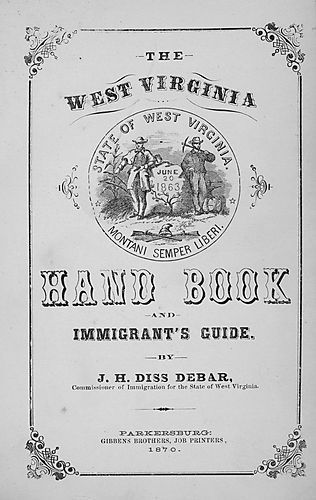 THE
WEST VIRGINIA
STATE OF WEST VIRGINIA.
JUNE
20
1863
MONTANI SEMPER LIBERI.
HAND BOOK
—AND—
IMMIGRANT'S GUIDE.
—BY—
J. H. DISS DEBAR,
Commissioner of Immigration for the State of West Virginia.
PARKERSBURG:
GIBBENS BROTHERS, JOB PRINTERS,
1870.